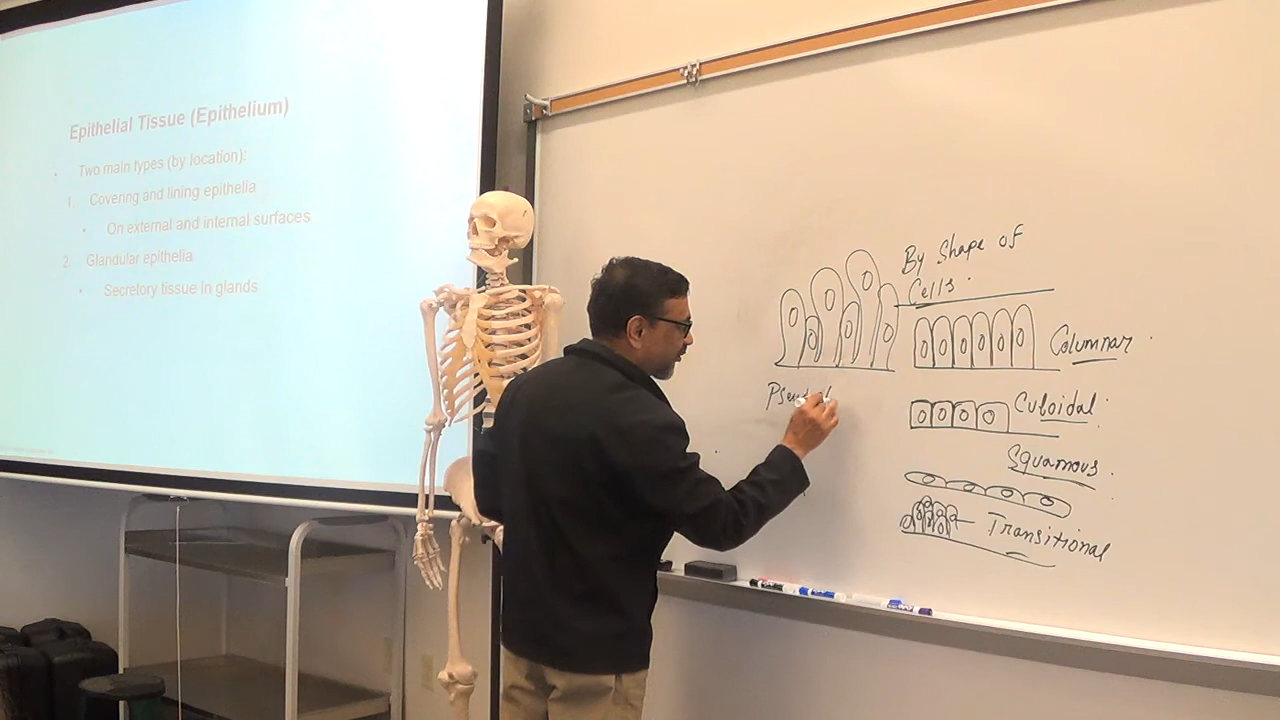 Epithelial Tissue (Epithelium)
• Two main types (by location):
1. Covering and lining epithelia
• On external and internal surfaces
2. Glandular epithelia
• Secretory tissue in glands
By Shape of
Cells.
Columnar
Cuboidal
Squamous.
Transitional